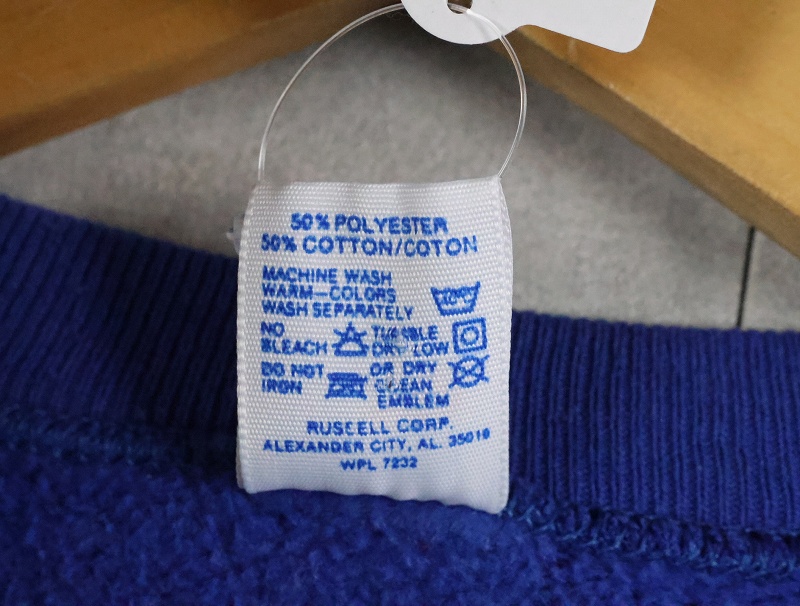 50% POLYESTER
50% COTTON/COTON
MACHINE WASH
WARM—COLORS
WASH SEPARATELY
NO TUMBLE
BLEACH DRY LOW
DO NOT OR DRY
IRON CLEAN
EMBLEM
RUSSELL CORP.
ALEXANDER CITY, AL. 35010
WPL 7232